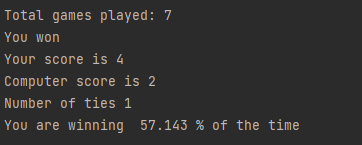 Total games played: 7
You won
Your score is 4
Computer score is 2
Number of ties 1
You are winning  57.143 % of the time